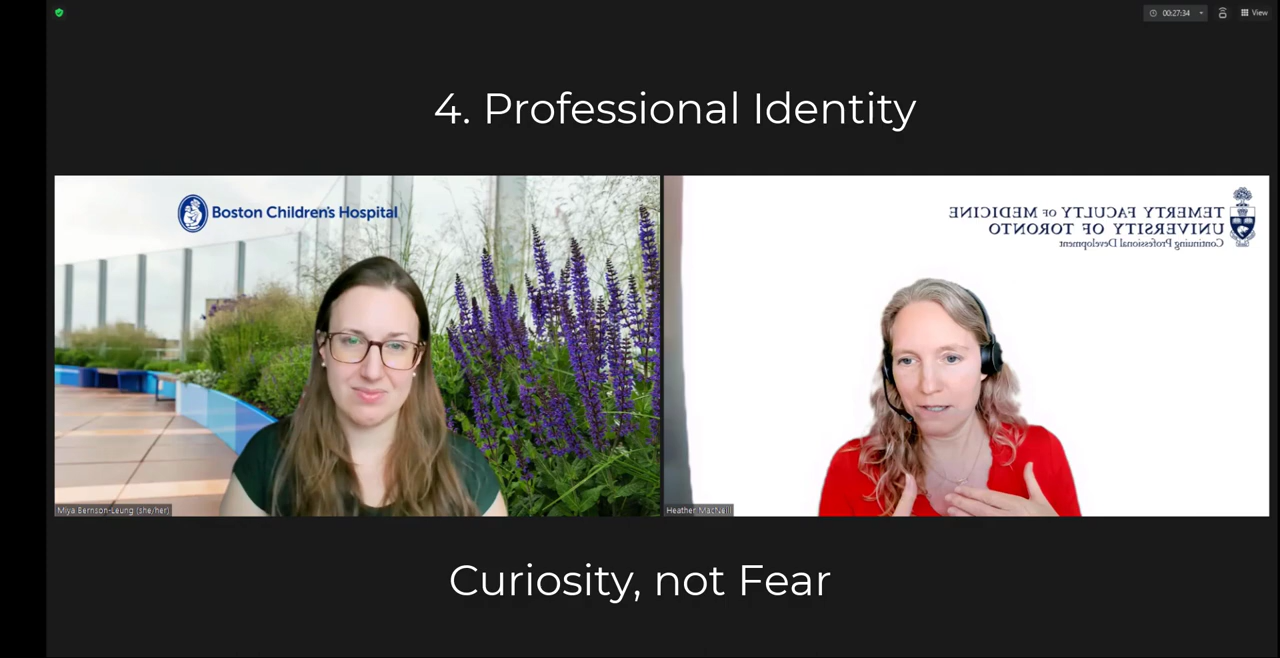 00:27:34
View
4. Professional Identity
Boston Children's Hospital
TEMERTY FACULTY OF MEDICINE
UNIVERSITY OF TORONTO
Continuing Professional Development
Miya Bernson-Leung (she/her)
Heather MacNeill
Curiosity, not Fear